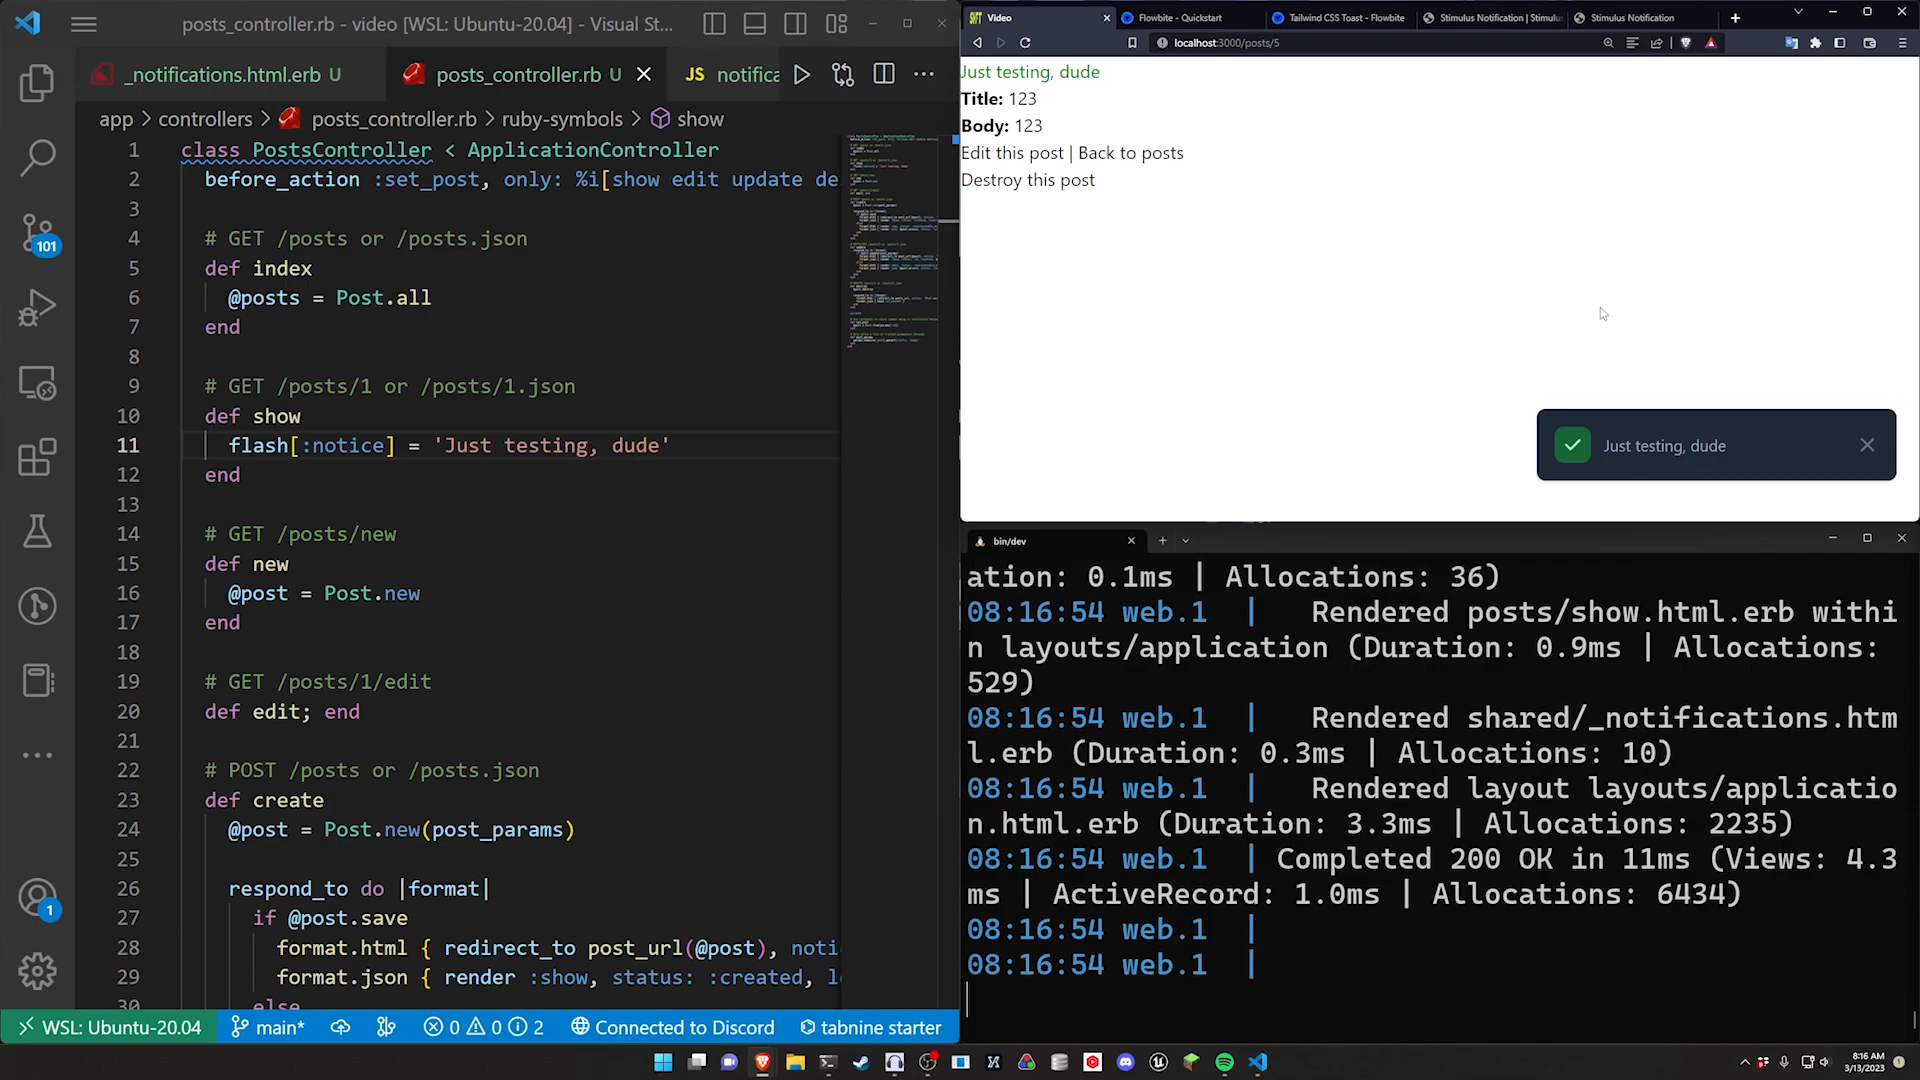 posts_controller.rb - video [WSL: Ubuntu-20.04] - Visual St...
_notifications.html.erb U
posts_controller.rb U
JS notifica
app > controllers > posts_controller.rb > ruby-symbols > show
1 class PostsController < ApplicationController
2 before_action :set_post, only: %i[show edit update de
3
4 # GET /posts or /posts.json
5 def index
6 @posts = Post.all
7 end
8
9 # GET /posts/1 or /posts/1.json
10 def show
11 flash[:notice] = 'Just testing, dude'
12 end
13
14 # GET /posts/new
15 def new
16 @post = Post.new
17 end
18
19 # GET /posts/1/edit
20 def edit; end
21
22 # POST /posts or /posts.json
23 def create
24 @post = Post.new(post_params)
25
26 respond_to do |format|
27 if @post.save
28 format.html { redirect_to post_url(@post), noti
29 format.json { render :show, status: :created, l
30 else
101
1
WSL: Ubuntu-20.04
main*
0 0 2
Connected to Discord
tabnine starter
Video
Flowbite - Quickstart
Tailwind CSS Toast - Flowbite
Stimulus Notification | Stimulus
Stimulus Notification
localhost:3000/posts/5
Just testing, dude
Title: 123
Body: 123
Edit this post | Back to posts
Destroy this post
Just testing, dude
bin/dev
ation: 0.1ms | Allocations: 36)
08:16:54 web.1 | Rendered posts/show.html.erb withi
n layouts/application (Duration: 0.9ms | Allocations:
529)
08:16:54 web.1 | Rendered shared/_notifications.htm
l.erb (Duration: 0.3ms | Allocations: 10)
08:16:54 web.1 | Rendered layout layouts/applicatio
n.html.erb (Duration: 3.3ms | Allocations: 2235)
08:16:54 web.1 | Completed 200 OK in 11ms (Views: 4.3
ms | ActiveRecord: 1.0ms | Allocations: 6434)
08:16:54 web.1 |
08:16:54 web.1 |
8:16 AM
3/13/2023